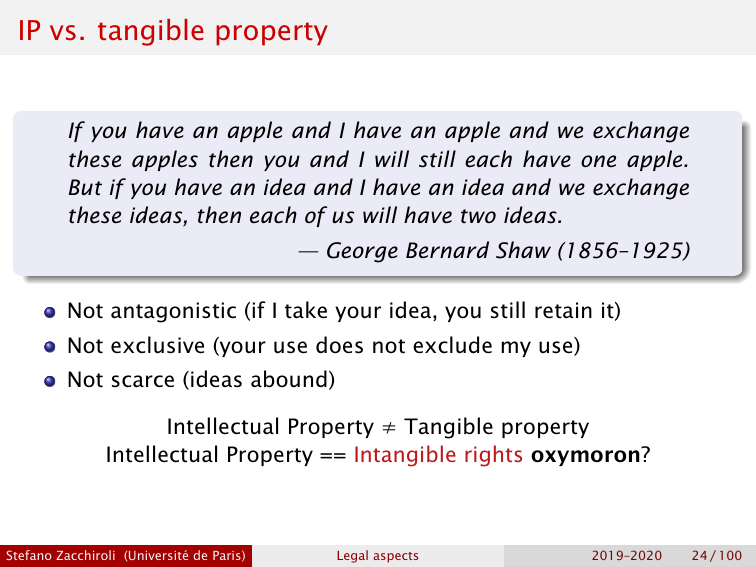 IP vs. tangible property
If you have an apple and I have an apple and we exchange
these apples then you and I will still each have one apple.
But if you have an idea and I have an idea and we exchange
these ideas, then each of us will have two ideas.
— George Bernard Shaw (1856–1925)
Not antagonistic (if I take your idea, you still retain it)
Not exclusive (your use does not exclude my use)
Not scarce (ideas abound)
Intellectual Property ≠ Tangible property
Intellectual Property == Intangible rights oxymoron?
Stefano Zacchiroli (Université de Paris) Legal aspects 2019–2020 24 / 100